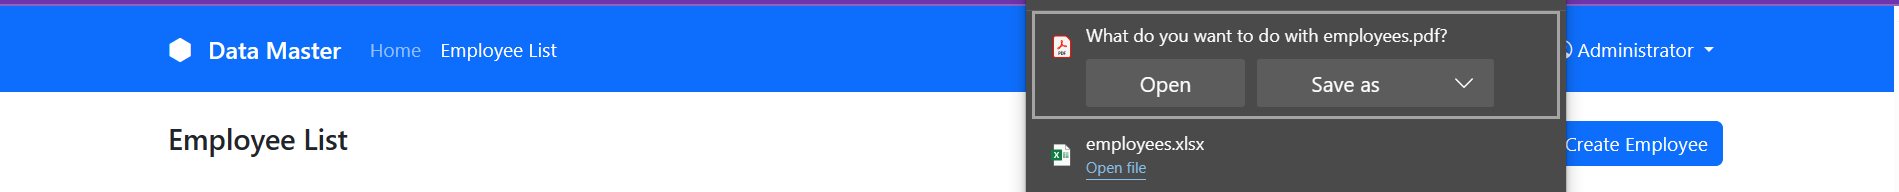 Data Master
Home
Employee List
What do you want to do with employees.pdf?
PDF
Open
Save as
employees.xlsx
Open file
Administrator
Employee List
Create Employee